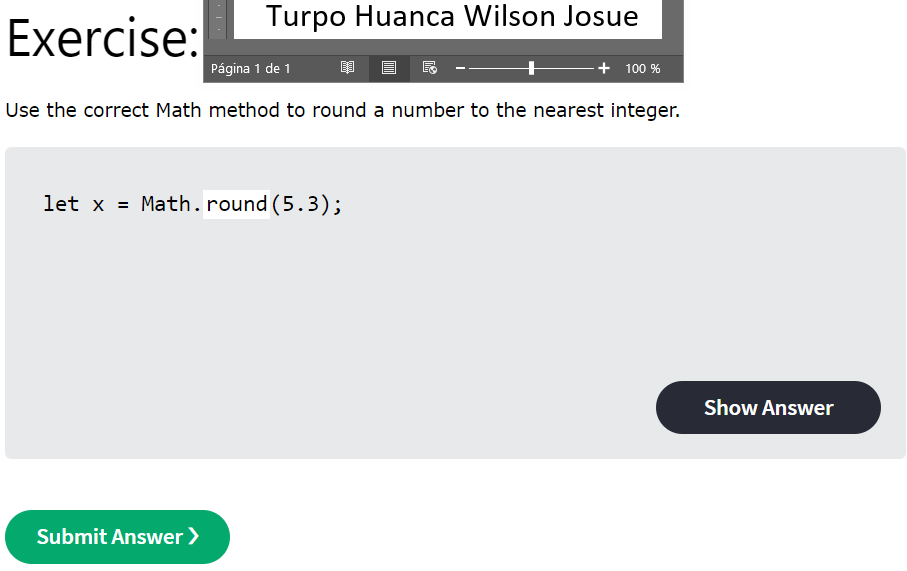 Turpo Huanca Wilson Josue
Exercise:
Página 1 de 1
100 %
Use the correct Math method to round a number to the nearest integer.
let x = Math.round(5.3);
Show Answer
Submit Answer ❯